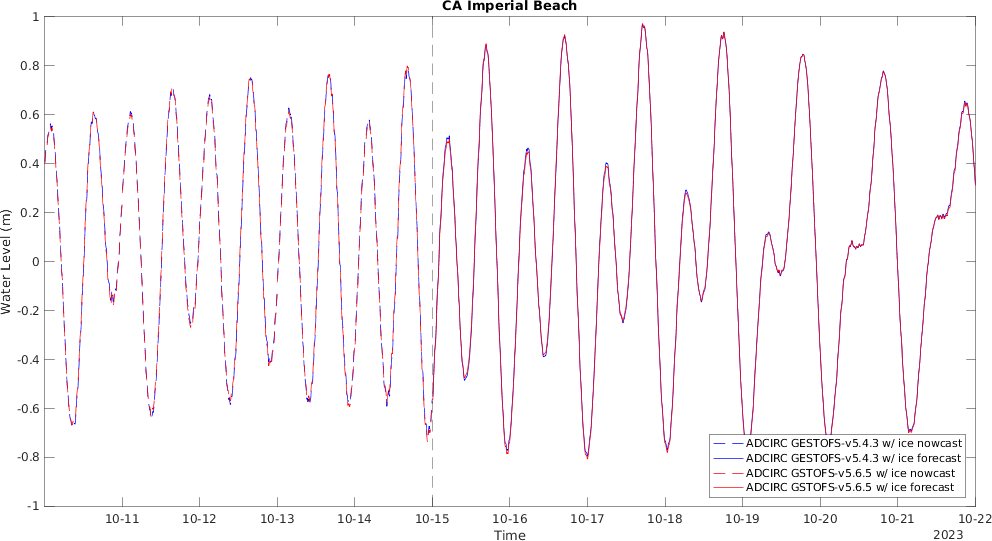 CA Imperial Beach
Water Level (m)
1
0.8
0.6
0.4
0.2
0
-0.2
-0.4
-0.6
-0.8
-1
ADCIRC GESTOFS-v5.4.3 w/ ice nowcast
ADCIRC GESTOFS-v5.4.3 w/ ice forecast
ADCIRC GSTOFS-v5.6.5 w/ ice nowcast
ADCIRC GSTOFS-v5.6.5 w/ ice forecast
10-11 10-12 10-13 10-14 10-15 10-16 10-17 10-18 10-19 10-20 10-21 10-22
Time
2023